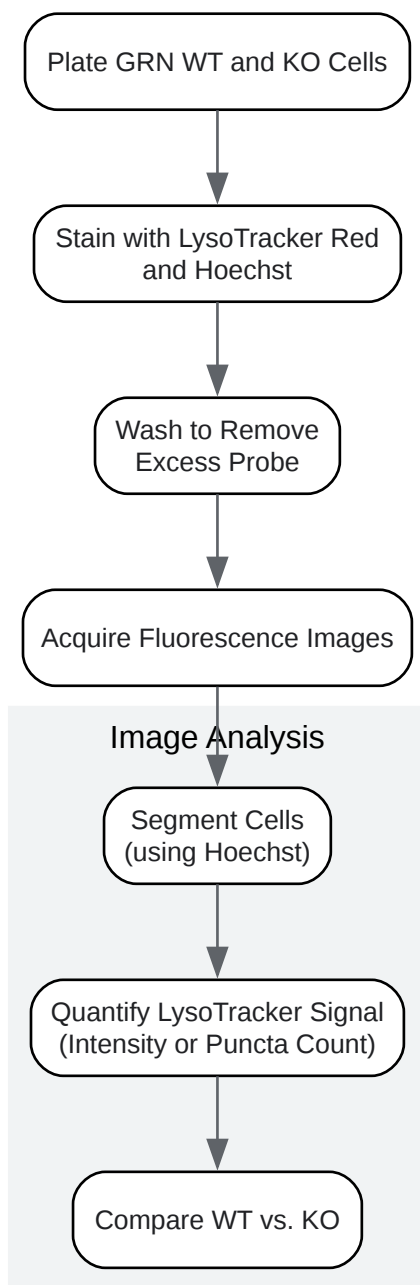 Plate GRN WT and KO Cells
Stain with LysoTracker Red
and Hoechst
Wash to Remove
Excess Probe
Acquire Fluorescence Images
Image Analysis
Segment Cells
(using Hoechst)
Quantify LysoTracker Signal
(Intensity or Puncta Count)
Compare WT vs. KO